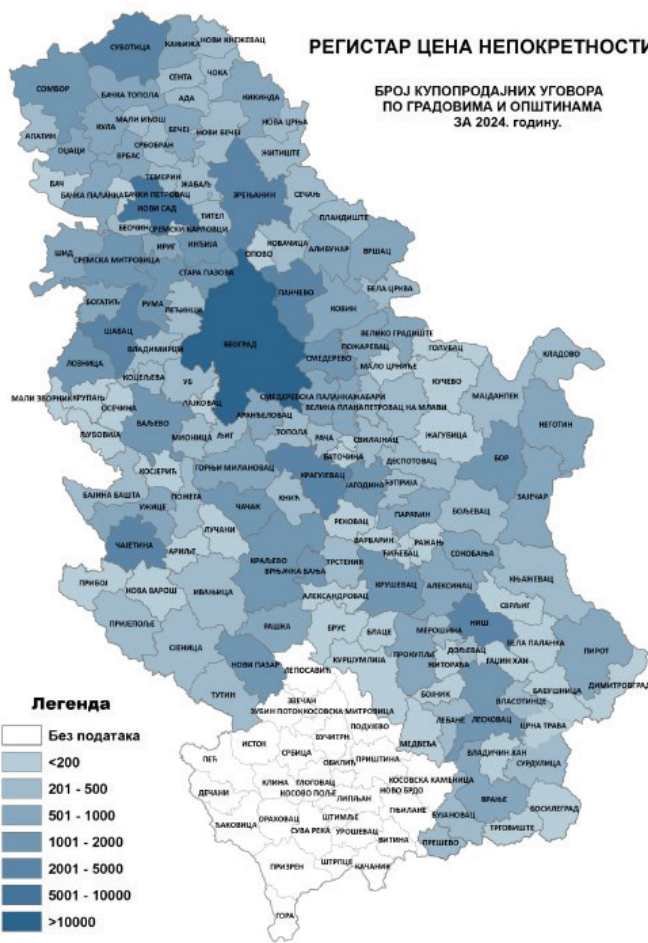 РЕГИСТАР ЦЕНА НЕПОКРЕТНОСТИ
БРОЈ КУПОПРОДАЈНИХ УГОВОРА
ПО ГРАДОВИМА И ОПШТИНАМА
ЗА 2024. годину.
СУБОТИЦА
КАЊИЖА
НОВИ КНЕЖЕВАЦ
СЕНТА
ЧОКА
СОМБОР
БАЧКА ТОПОЛА
АДА
КИКИНДА
МАЛИ ИЂОШ
АПАТИН
КУЛА
БЕЧЕЈ
НОВИ БЕЧЕЈ
НОВА ЦРЊА
ОЏАЦИ
СРБОБРАН
ВРБАС
ЖИТИШТЕ
ТЕМЕРИН
БАЧ
ЖАБАЉ
ЗРЕЊАНИН
СЕЧАЊ
БАЧКА ПАЛАНКА
БАЧКИ ПЕТРОВАЦ
НОВИ САД
ТИТЕЛ
ПЛАНДИШТЕ
БЕОЧИН
СРЕМСКИ КАРЛОВЦИ
ШИД
ИРИГ
ИНЂИЈА
КОВАЧИЦА
АЛИБУНАР
ВРШАЦ
СРЕМСКА МИТРОВИЦА
ОПОВО
СТАРА ПАЗОВА
БЕЛА ЦРКВА
БОГАТИЋ
РУМА
ПЕЋИНЦИ
ПАНЧЕВО
КОВИН
ШАБАЦ
ВЕЛИКО ГРАДИШТЕ
БЕОГРАД
ПОЖАРЕВАЦ
ГОЛУБАЦ
КЛАДОВО
ЛОЗНИЦА
ВЛАДИМИРЦИ
СМЕДЕРЕВО
МАЛО ЦРНИЋЕ
КОЦЕЉЕВА
УБ
КУЧЕВО
МАЈДАНПЕК
МАЛИ ЗВОРНИК
КРУПАЊ
ОСЕЧИНА
ЛАЈКОВАЦ
СМЕДЕРЕВСКА ПАЛАНКА
ЖАБАРИ
АРАНЂЕЛОВАЦ
ВЕЛИКА ПЛАНА
ПЕТРОВАЦ НА МЛАВИ
НЕГОТИН
ВАЉЕВО
ЉУБОВИЈА
МИОНИЦА
ЉИГ
ТОПОЛА
РАЧА
СВИЛАЈНАЦ
ЖАГУБИЦА
БОР
БАТОЧИНА
КОСЈЕРИЋ
ГОРЊИ МИЛАНОВАЦ
ДЕСПОТОВАЦ
КРАГУЈЕВАЦ
БАЈИНА БАШТА
ПОЖЕГА
КНИЋ
ЈАГОДИНА
ЋУПРИЈА
ЗАЈЕЧАР
УЖИЦЕ
ЧАЧАК
ПАРАЋИН
БОЉЕВАЦ
ЛУЧАНИ
РЕКОВАЦ
ЧАЈЕТИНА
АРИЉЕ
ВАРВАРИН
РАЖАЊ
КРАЉЕВО
ЋИЋЕВАЦ
СОКОБАЊА
ВРЊАЧКА БАЊА
ТРСТЕНИК
ПРИБОЈ
НОВА ВАРОШ
ИВАЊИЦА
КРУШЕВАЦ
АЛЕКСИНАЦ
КЊАЖЕВАЦ
АЛЕКСАНДРОВАЦ
СВРЉИГ
ПРИЈЕПОЉЕ
РАШКА
БРУС
БЛАЦЕ
МЕРОШИНА
НИШ
БЕЛА ПАЛАНКА
СЈЕНИЦА
ПИРОТ
НОВИ ПАЗАР
КУРШУМЛИЈА
ПРОКУПЉЕ
ДОЉЕВАЦ
ГАЏИН ХАН
ЛЕПОСАВИЋ
ЖИТОРАЂА
ДИМИТРОВГРАД
ТУТИН
БОЈНИК
БАБУШНИЦА
ВЛАСОТИНЦЕ
ЗВЕЧАН
ЗУБИН ПОТОК
КОСОВСКА МИТРОВИЦА
ЛЕБАНЕ
ЛЕСКОВАЦ
ЦРНА ТРАВА
ПОДУЈЕВО
МЕДВЕЂА
ВУЧИТРН
ВЛАДИЧИН ХАН
ИСТОК
СРБИЦА
ПРИШТИНА
СУРДУЛИЦА
ПЕЋ
ОБИЛИЋ
КЛИНА
ГЛОГОВАЦ
КОСОВСКА КАМЕНИЦА
ДЕЧАНИ
КОСОВО ПОЉЕ
НОВО БРДО
ВРАЊЕ
ЛИПЉАН
БОСИЛЕГРАД
ЂАКОВИЦА
ОРАХОВАЦ
ШТИМЉЕ
ГЊИЛАНЕ
БУЈАНОВАЦ
СУВА РЕКА
УРОШЕВАЦ
ТРГОВИШТЕ
ВИТИНА
ПРЕШЕВО
ПРИЗРЕН
ШТРПЦЕ
КАЧАНИК
ГОРА
Легенда
Без података
<200
201 - 500
501 - 1000
1001 - 2000
2001 - 5000
5001 - 10000
>10000